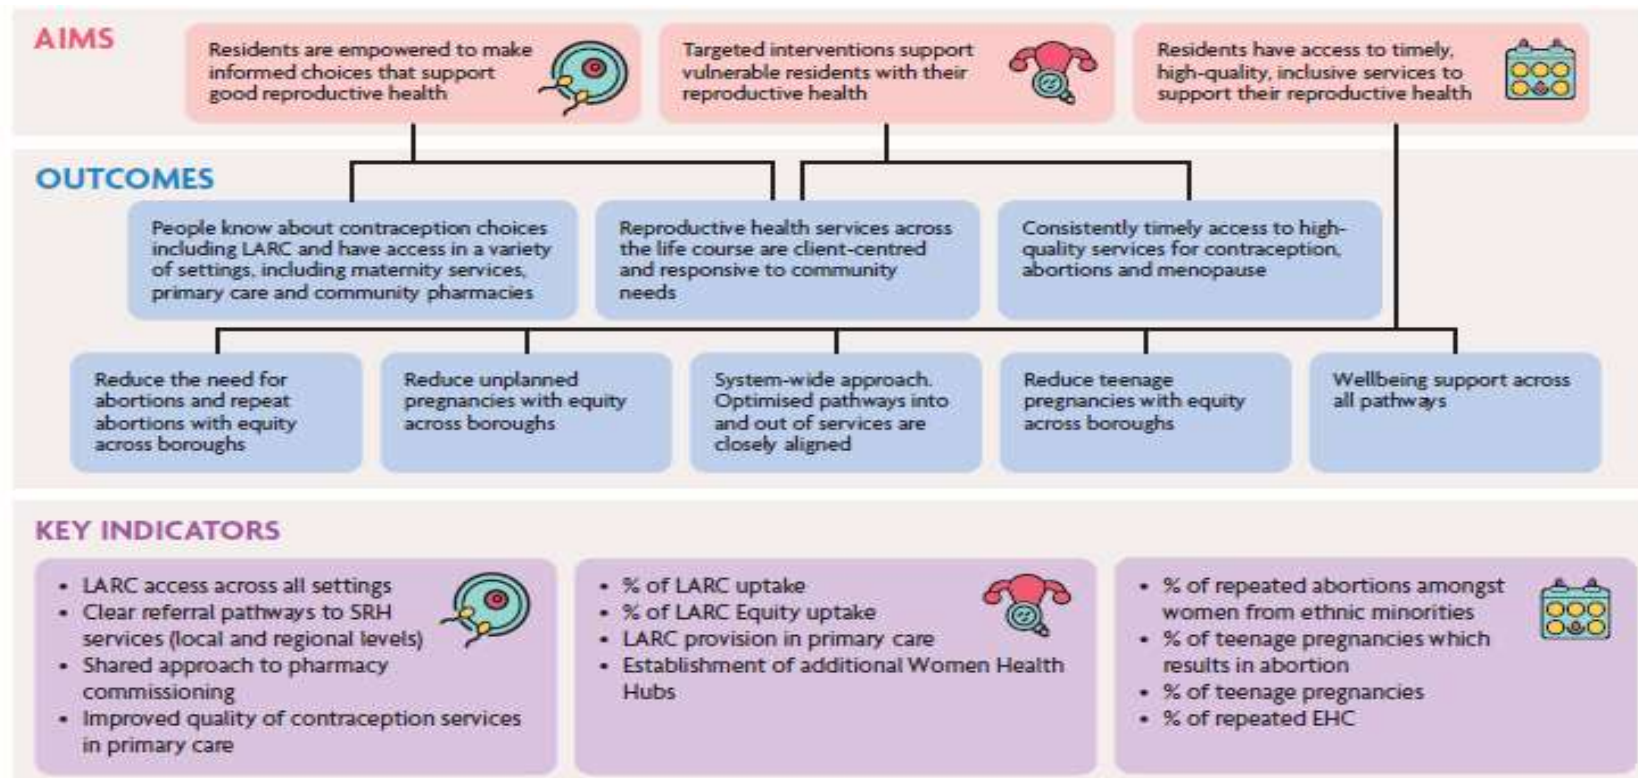 AIMS
Residents are empowered to make
informed choices that support
good reproductive health
Targeted interventions support
vulnerable residents with their
reproductive health
Residents have access to timely,
high-quality, inclusive services to
support their reproductive health
OUTCOMES
People know about contraception choices
including LARC and have access in a variety
of settings, including maternity services,
primary care and community pharmacies
Reproductive health services across
the life course are client-centred
and responsive to community
needs
Consistently timely access to high-
quality services for contraception,
abortions and menopause
Reduce the need for
abortions and repeat
abortions with equity
across boroughs
Reduce unplanned
pregnancies with equity
across boroughs
System-wide approach.
Optimised pathways into
and out of services are
closely aligned
Reduce teenage
pregnancies with equity
across boroughs
Wellbeing support across
all pathways
KEY INDICATORS
• LARC access across all settings
• Clear referral pathways to SRH
services (local and regional levels)
• Shared approach to pharmacy
commissioning
• Improved quality of contraception services
in primary care
• % of LARC uptake
• % of LARC Equity uptake
• LARC provision in primary care
• Establishment of additional Women Health
Hubs
• % of repeated abortions amongst
women from ethnic minorities
• % of teenage pregnancies which
results in abortion
• % of teenage pregnancies
• % of repeated EHC